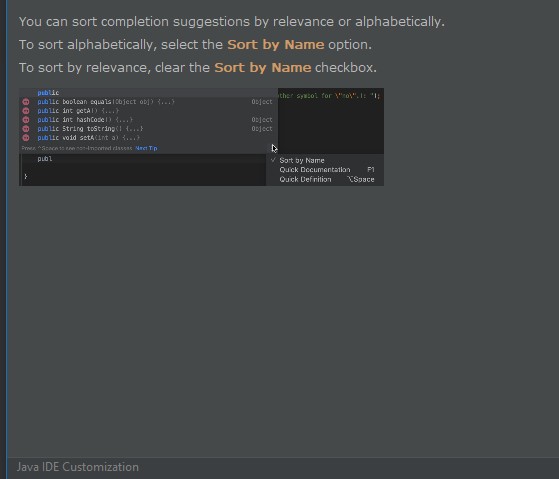 You can sort completion suggestions by relevance or alphabetically.
To sort alphabetically, select the Sort by Name option.
To sort by relevance, clear the Sort by Name checkbox.
public
public boolean equals(Object obj) {...} Object
public int getA() {...}
public int hashCode() {...} Object
public String toString() {...} Object
public void setA(int a) {...}
ther symbol for \"no\".): ");
Press ^Space to see non-imported classes Next Tip
publ
}
✓ Sort by Name
Quick Documentation F1
Quick Definition ⌥Space
Java IDE Customization